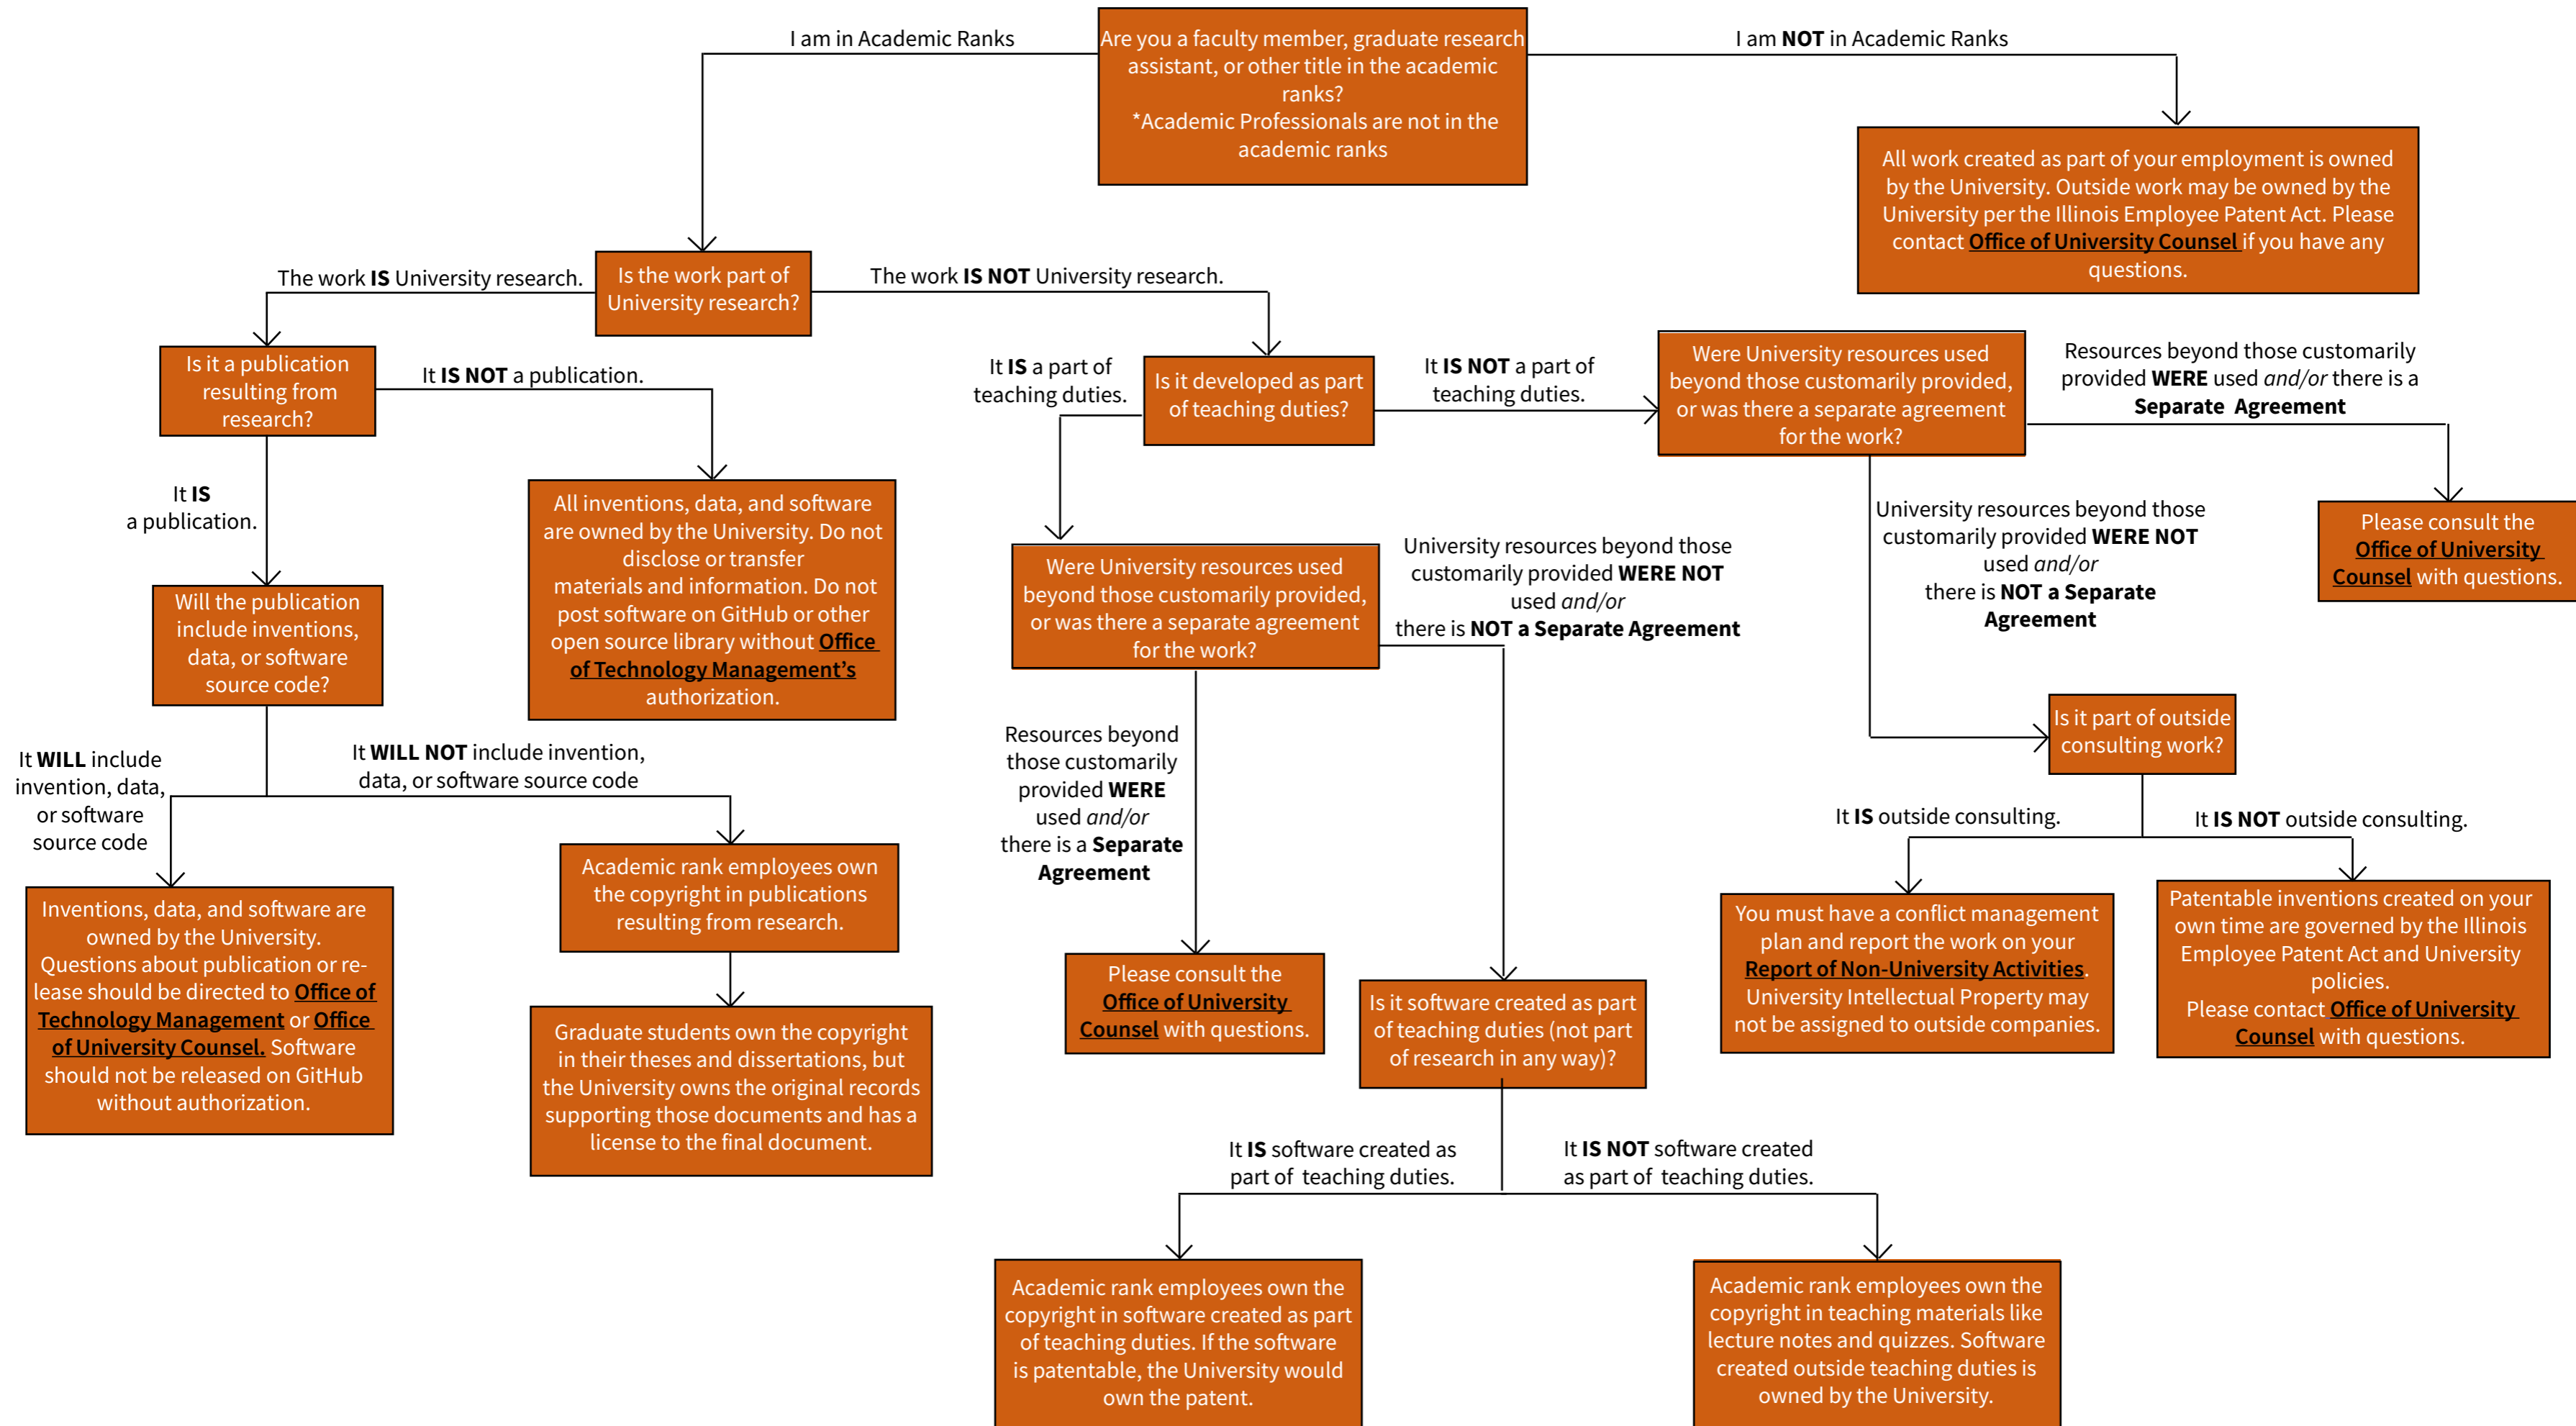 I am in Academic Ranks
Are you a faculty member, graduate research
assistant, or other title in the academic
ranks?
*Academic Professionals are not in the
academic ranks
I am NOT in Academic Ranks
All work created as part of your employment is owned
by the University. Outside work may be owned by the
University per the Illinois Employee Patent Act. Please
contact Office of University Counsel if you have any
questions.
The work IS University research.
Is the work part of
University research?
The work IS NOT University research.
Is it a publication
resulting from
research?
It IS NOT a publication.
It IS
a publication.
All inventions, data, and software
are owned by the University. Do not
disclose or transfer
materials and information. Do not
post software on GitHub or other
open source library without Office
of Technology Management’s
authorization.
Will the publication
include inventions,
data, or software
source code?
It WILL include
invention, data,
or software
source code
It WILL NOT include invention,
data, or software source code
Inventions, data, and software are
owned by the University.
Questions about publication or re-
lease should be directed to Office of
Technology Management or Office
of University Counsel. Software
should not be released on GitHub
without authorization.
Academic rank employees own
the copyright in publications
resulting from research.
Graduate students own the copyright
in their theses and dissertations, but
the University owns the original records
supporting those documents and has a
license to the final document.
It IS a part of
teaching duties.
Is it developed as part
of teaching duties?
It IS NOT a part of
teaching duties.
Were University resources used
beyond those customarily provided,
or was there a separate agreement
for the work?
Resources beyond those customarily
provided WERE used and/or there is a
Separate Agreement
Please consult the
Office of University
Counsel with questions.
University resources beyond those
customarily provided WERE NOT
used and/or
there is NOT a Separate
Agreement
Were University resources used
beyond those customarily provided,
or was there a separate agreement
for the work?
University resources beyond those
customarily provided WERE NOT
used and/or
there is NOT a Separate Agreement
Resources beyond
those customarily
provided WERE
used and/or
there is a Separate
Agreement
Please consult the
Office of University
Counsel with questions.
Is it part of outside
consulting work?
It IS outside consulting.
It IS NOT outside consulting.
You must have a conflict management
plan and report the work on your
Report of Non-University Activities.
University Intellectual Property may
not be assigned to outside companies.
Patentable inventions created on your
own time are governed by the Illinois
Employee Patent Act and University
policies.
Please contact Office of University
Counsel with questions.
Is it software created as part
of teaching duties (not part
of research in any way)?
It IS software created as
part of teaching duties.
It IS NOT software created
as part of teaching duties.
Academic rank employees own the
copyright in software created as part
of teaching duties. If the software
is patentable, the University would
own the patent.
Academic rank employees own the
copyright in teaching materials like
lecture notes and quizzes. Software
created outside teaching duties is
owned by the University.